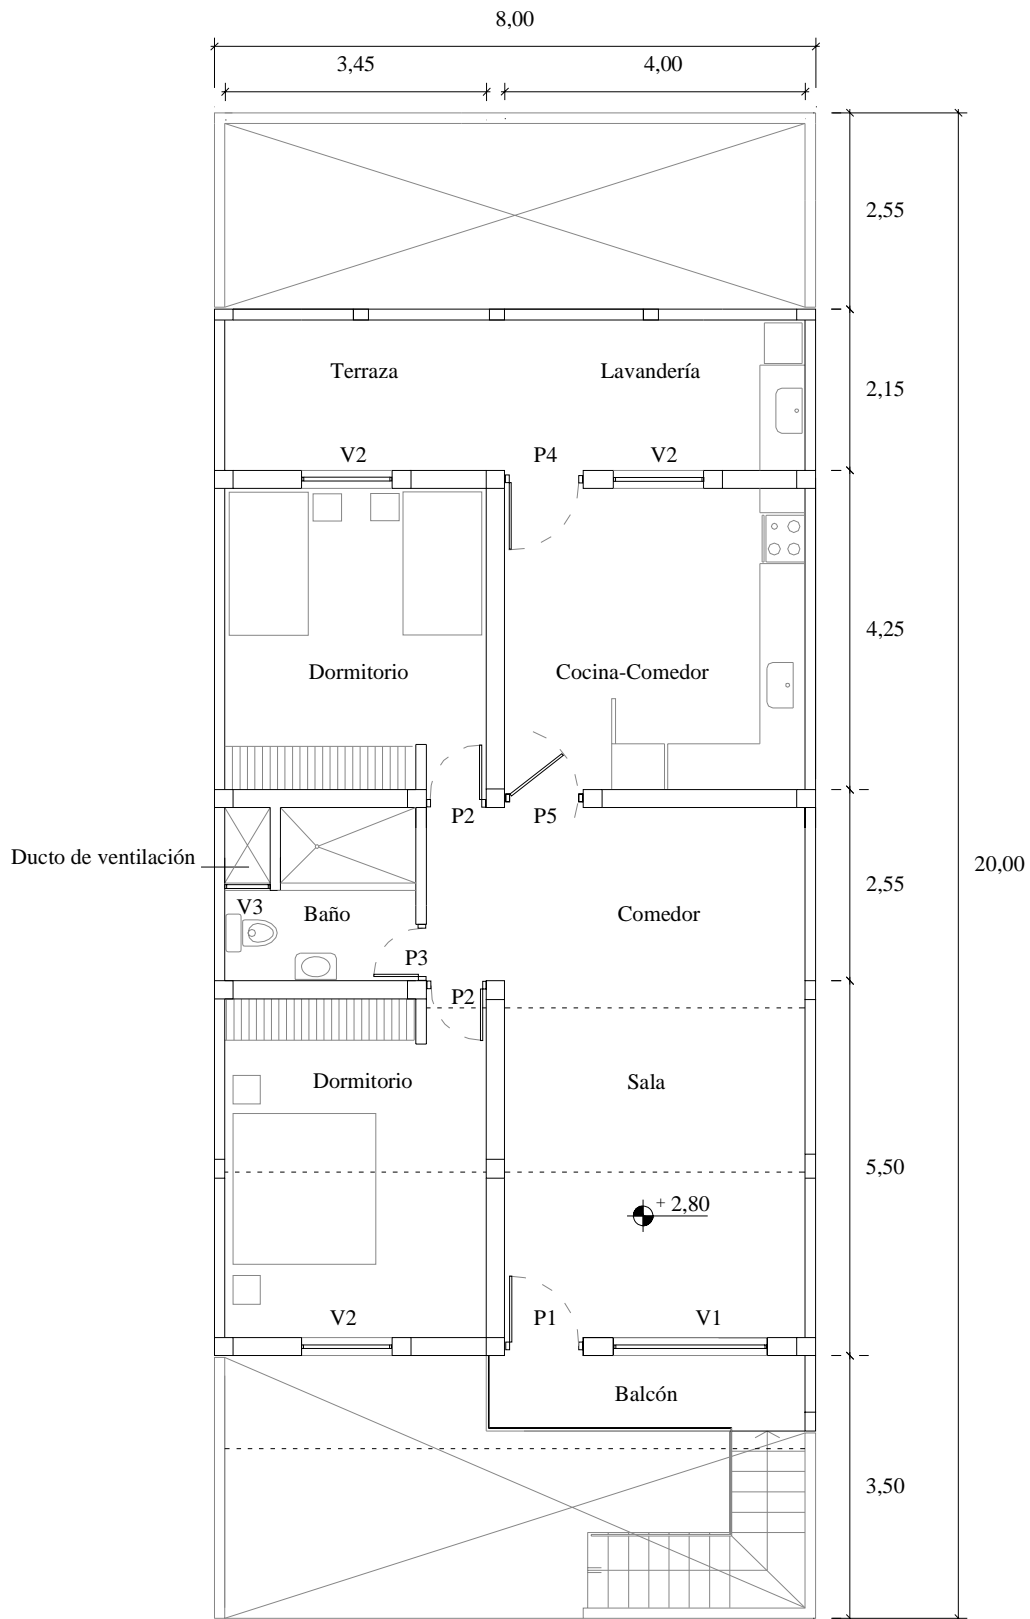 8,00
3,45
4,00
2,55
Terraza
Lavandería
2,15
V2
P4
V2
4,25
Dormitorio
Cocina-Comedor
P2
P5
Ducto de ventilación
20,00
2,55
V3
Baño
Comedor
P3
P2
Dormitorio
Sala
5,50
+ 2,80
V2
P1
V1
Balcón
3,50